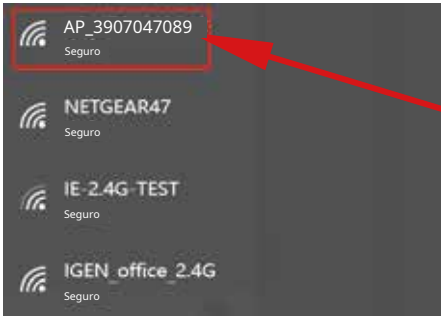 AP_3907047089
Seguro
NETGEAR47
Seguro
IE-2.4G-TEST
Seguro
IGEN_office_2.4G
Seguro